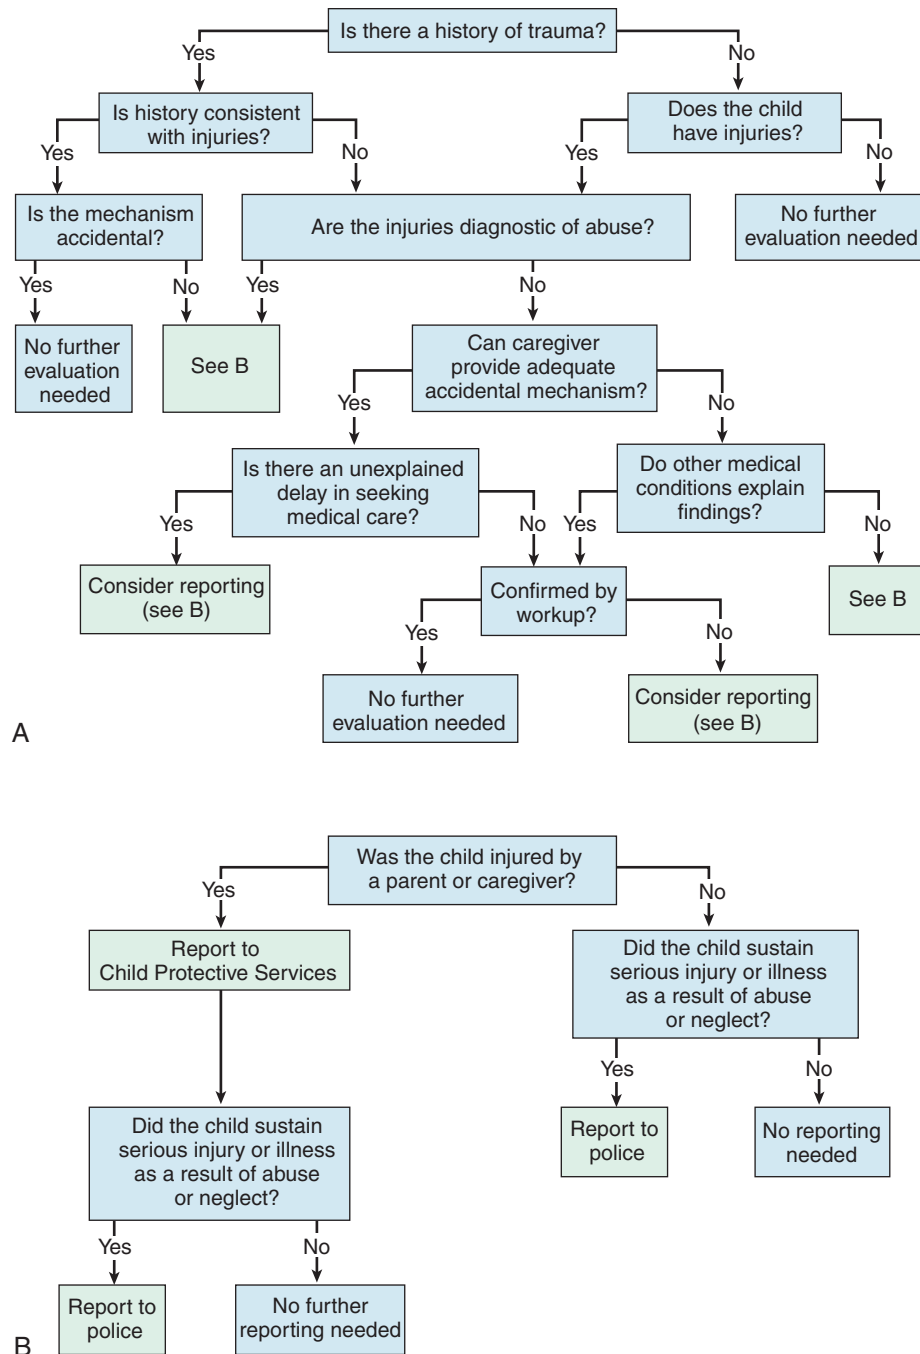 Is there a history of trauma?
Yes
No
Is history consistent
with injuries?
Does the child
have injuries?
Yes
No
Yes
No
Is the mechanism
accidental?
Are the injuries diagnostic of abuse?
No further
evaluation needed
Yes
No
Yes
No
No further
evaluation
needed
See B
Can caregiver
provide adequate
accidental mechanism?
Yes
No
Is there an unexplained
delay in seeking
medical care?
Do other medical
conditions explain
findings?
Yes
No
Yes
No
Consider reporting
(see B)
Confirmed by
workup?
See B
Yes
No
No further
evaluation needed
Consider reporting
(see B)
A
Was the child injured by
a parent or caregiver?
Yes
No
Report to
Child Protective Services
Did the child sustain
serious injury or illness
as a result of abuse
or neglect?
Yes
No
Report to
police
No reporting
needed
Did the child sustain
serious injury or illness
as a result of abuse
or neglect?
Yes
No
Report to
police
No further
reporting needed
B